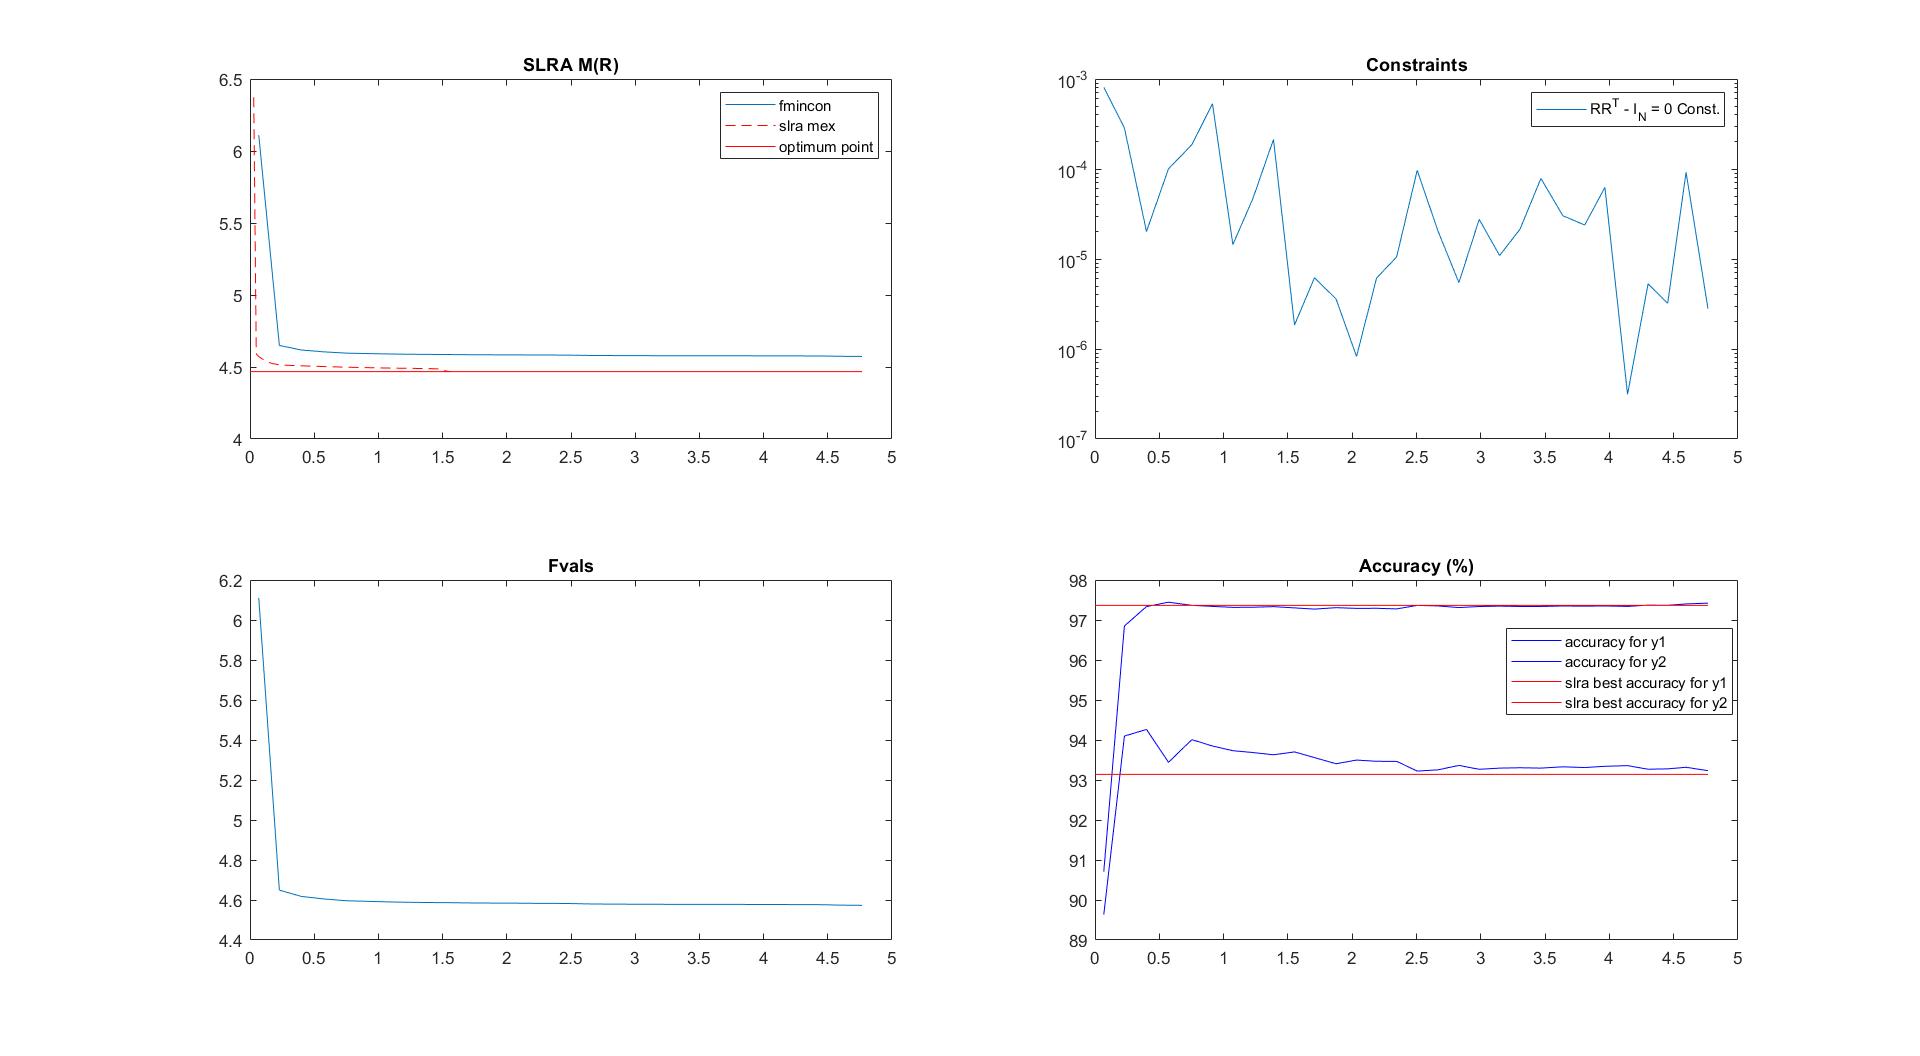 SLRA M(R)
6.5
6
5.5
5
4.5
4
0 0.5 1 1.5 2 2.5 3 3.5 4 4.5 5
fmincon
slra mex
optimum point
Constraints
10^-3
10^-4
10^-5
10^-6
10^-7
0 0.5 1 1.5 2 2.5 3 3.5 4 4.5 5
RR^T - I_N = 0 Const.
Fvals
6.2
6
5.8
5.6
5.4
5.2
5
4.8
4.6
4.4
0 0.5 1 1.5 2 2.5 3 3.5 4 4.5 5
Accuracy (%)
98
97
96
95
94
93
92
91
90
89
0 0.5 1 1.5 2 2.5 3 3.5 4 4.5 5
accuracy for y1
accuracy for y2
slra best accuracy for y1
slra best accuracy for y2